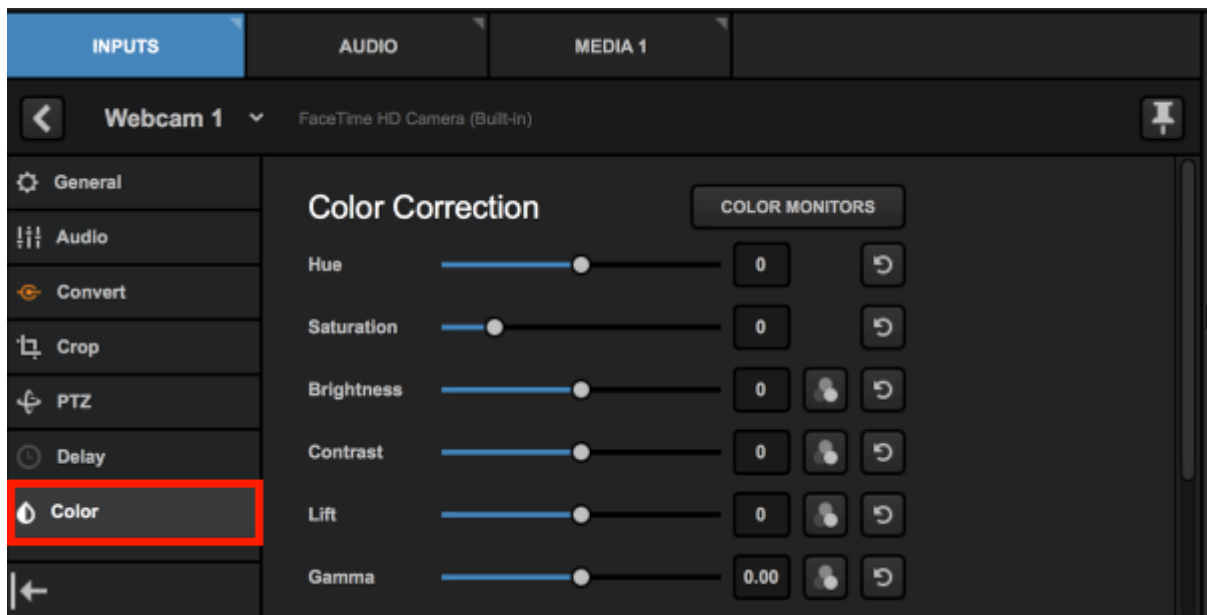 INPUTS AUDIO MEDIA 1
Webcam 1 FaceTime HD Camera (Built-in)
General
Audio
Convert
Crop
PTZ
Delay
Color
Color Correction COLOR MONITORS
Hue 0
Saturation 0
Brightness 0
Contrast 0
Lift 0
Gamma 0.00